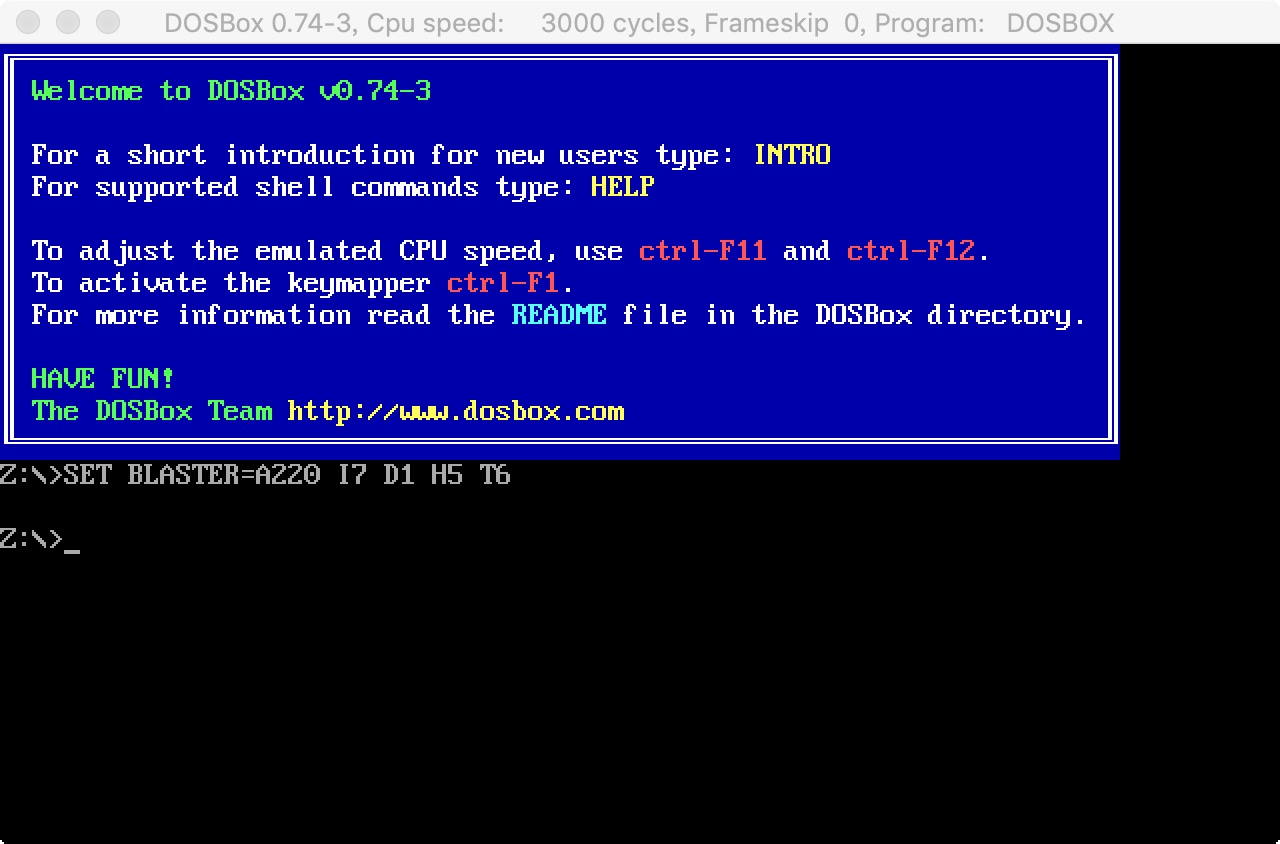 DOSBox 0.74-3, Cpu speed: 3000 cycles, Frameskip 0, Program: DOSBOX
Welcome to DOSBox v0.74-3
For a short introduction for new users type: INTRO
For supported shell commands type: HELP
To adjust the emulated CPU speed, use ctrl-F11 and ctrl-F12.
To activate the keymapper ctrl-F1.
For more information read the README file in the DOSBox directory.
HAVE FUN!
The DOSBox Team http://www.dosbox.com
Z:\>SET BLASTER=A220 I7 D1 H5 T6
Z:\>_